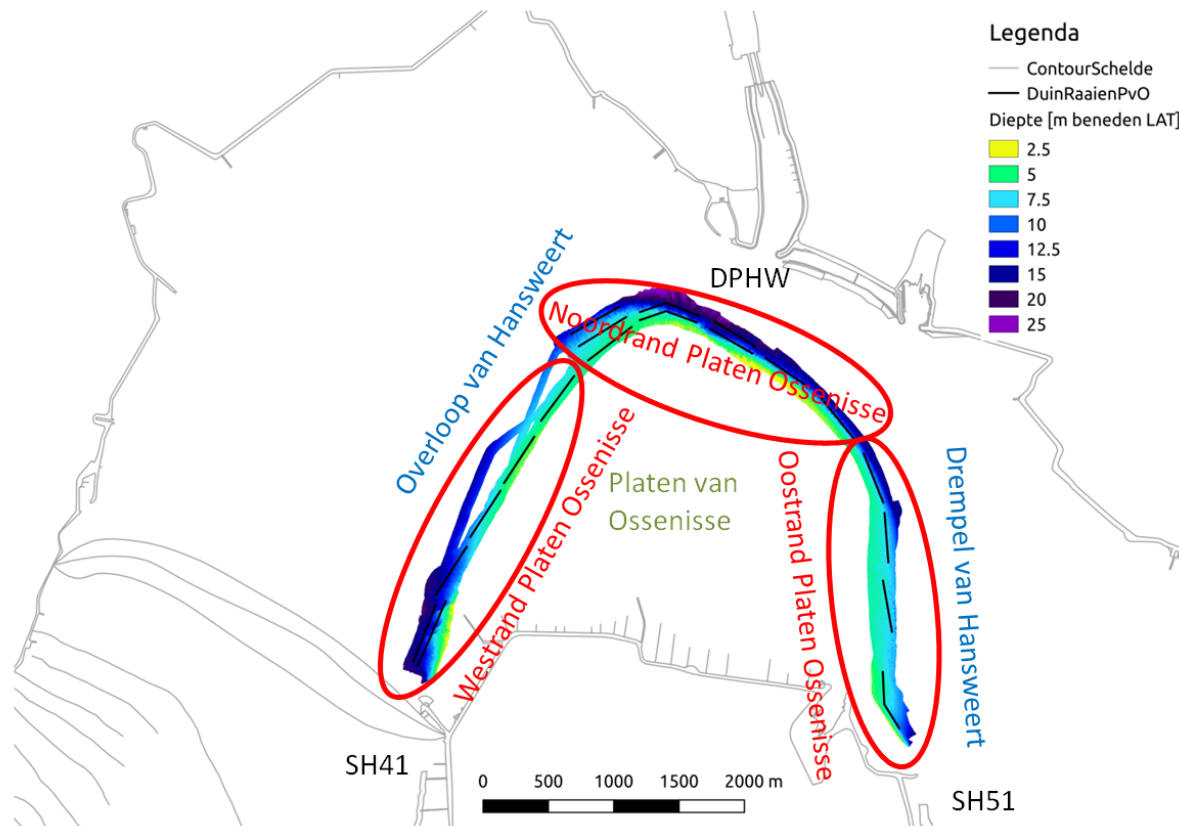 Legenda
ContourSchelde
DuinRaaienPvO
Diepte [m beneden LAT]
2.5
5
7.5
10
12.5
15
20
25
DPHW
Overloop van Hansweert
Noordrand Platen Ossenisse
Westrand Platen Ossenisse
Platen van
Ossenisse
Oostrand Platen Ossenisse
Drempel van Hansweert
SH41
0 500 1000 1500 2000 m
SH51